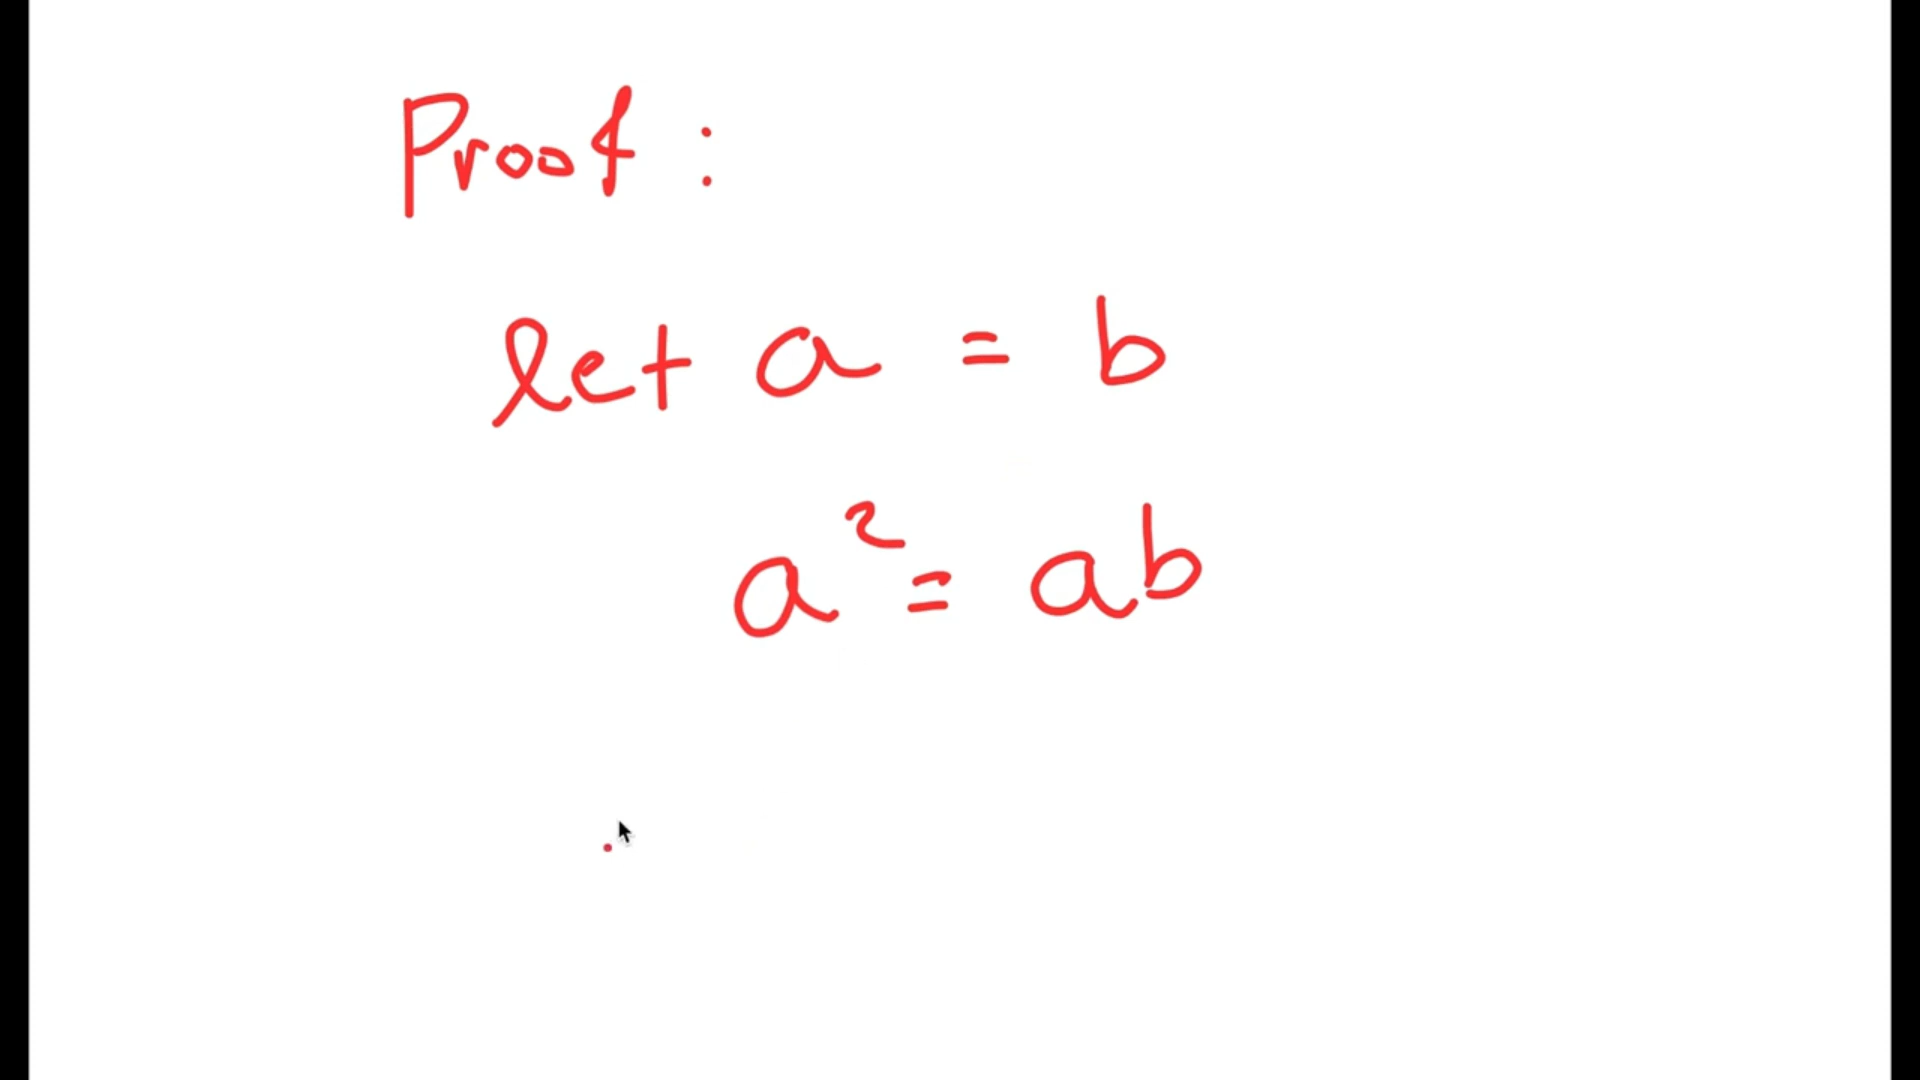 Proof :
let a = b
a² = ab